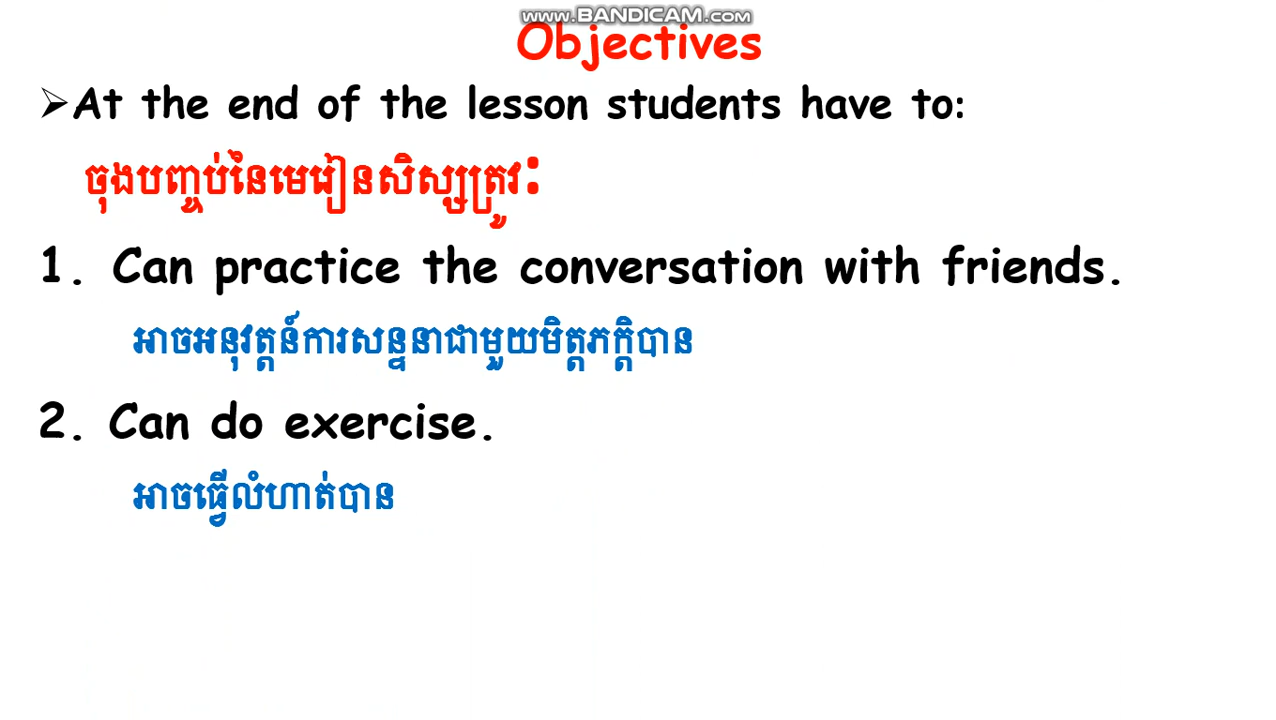 www.BANDICAM.com
Objectives
➢At the end of the lesson students have to:
ចុងបញ្ចប់នៃមេរៀនសិស្សត្រូវ:
1. Can practice the conversation with friends.
អាចអនុវត្តន៍ការសន្ទនាជាមួយមិត្តភក្តិបាន
2. Can do exercise.
អាចធ្វើលំហាត់បាន